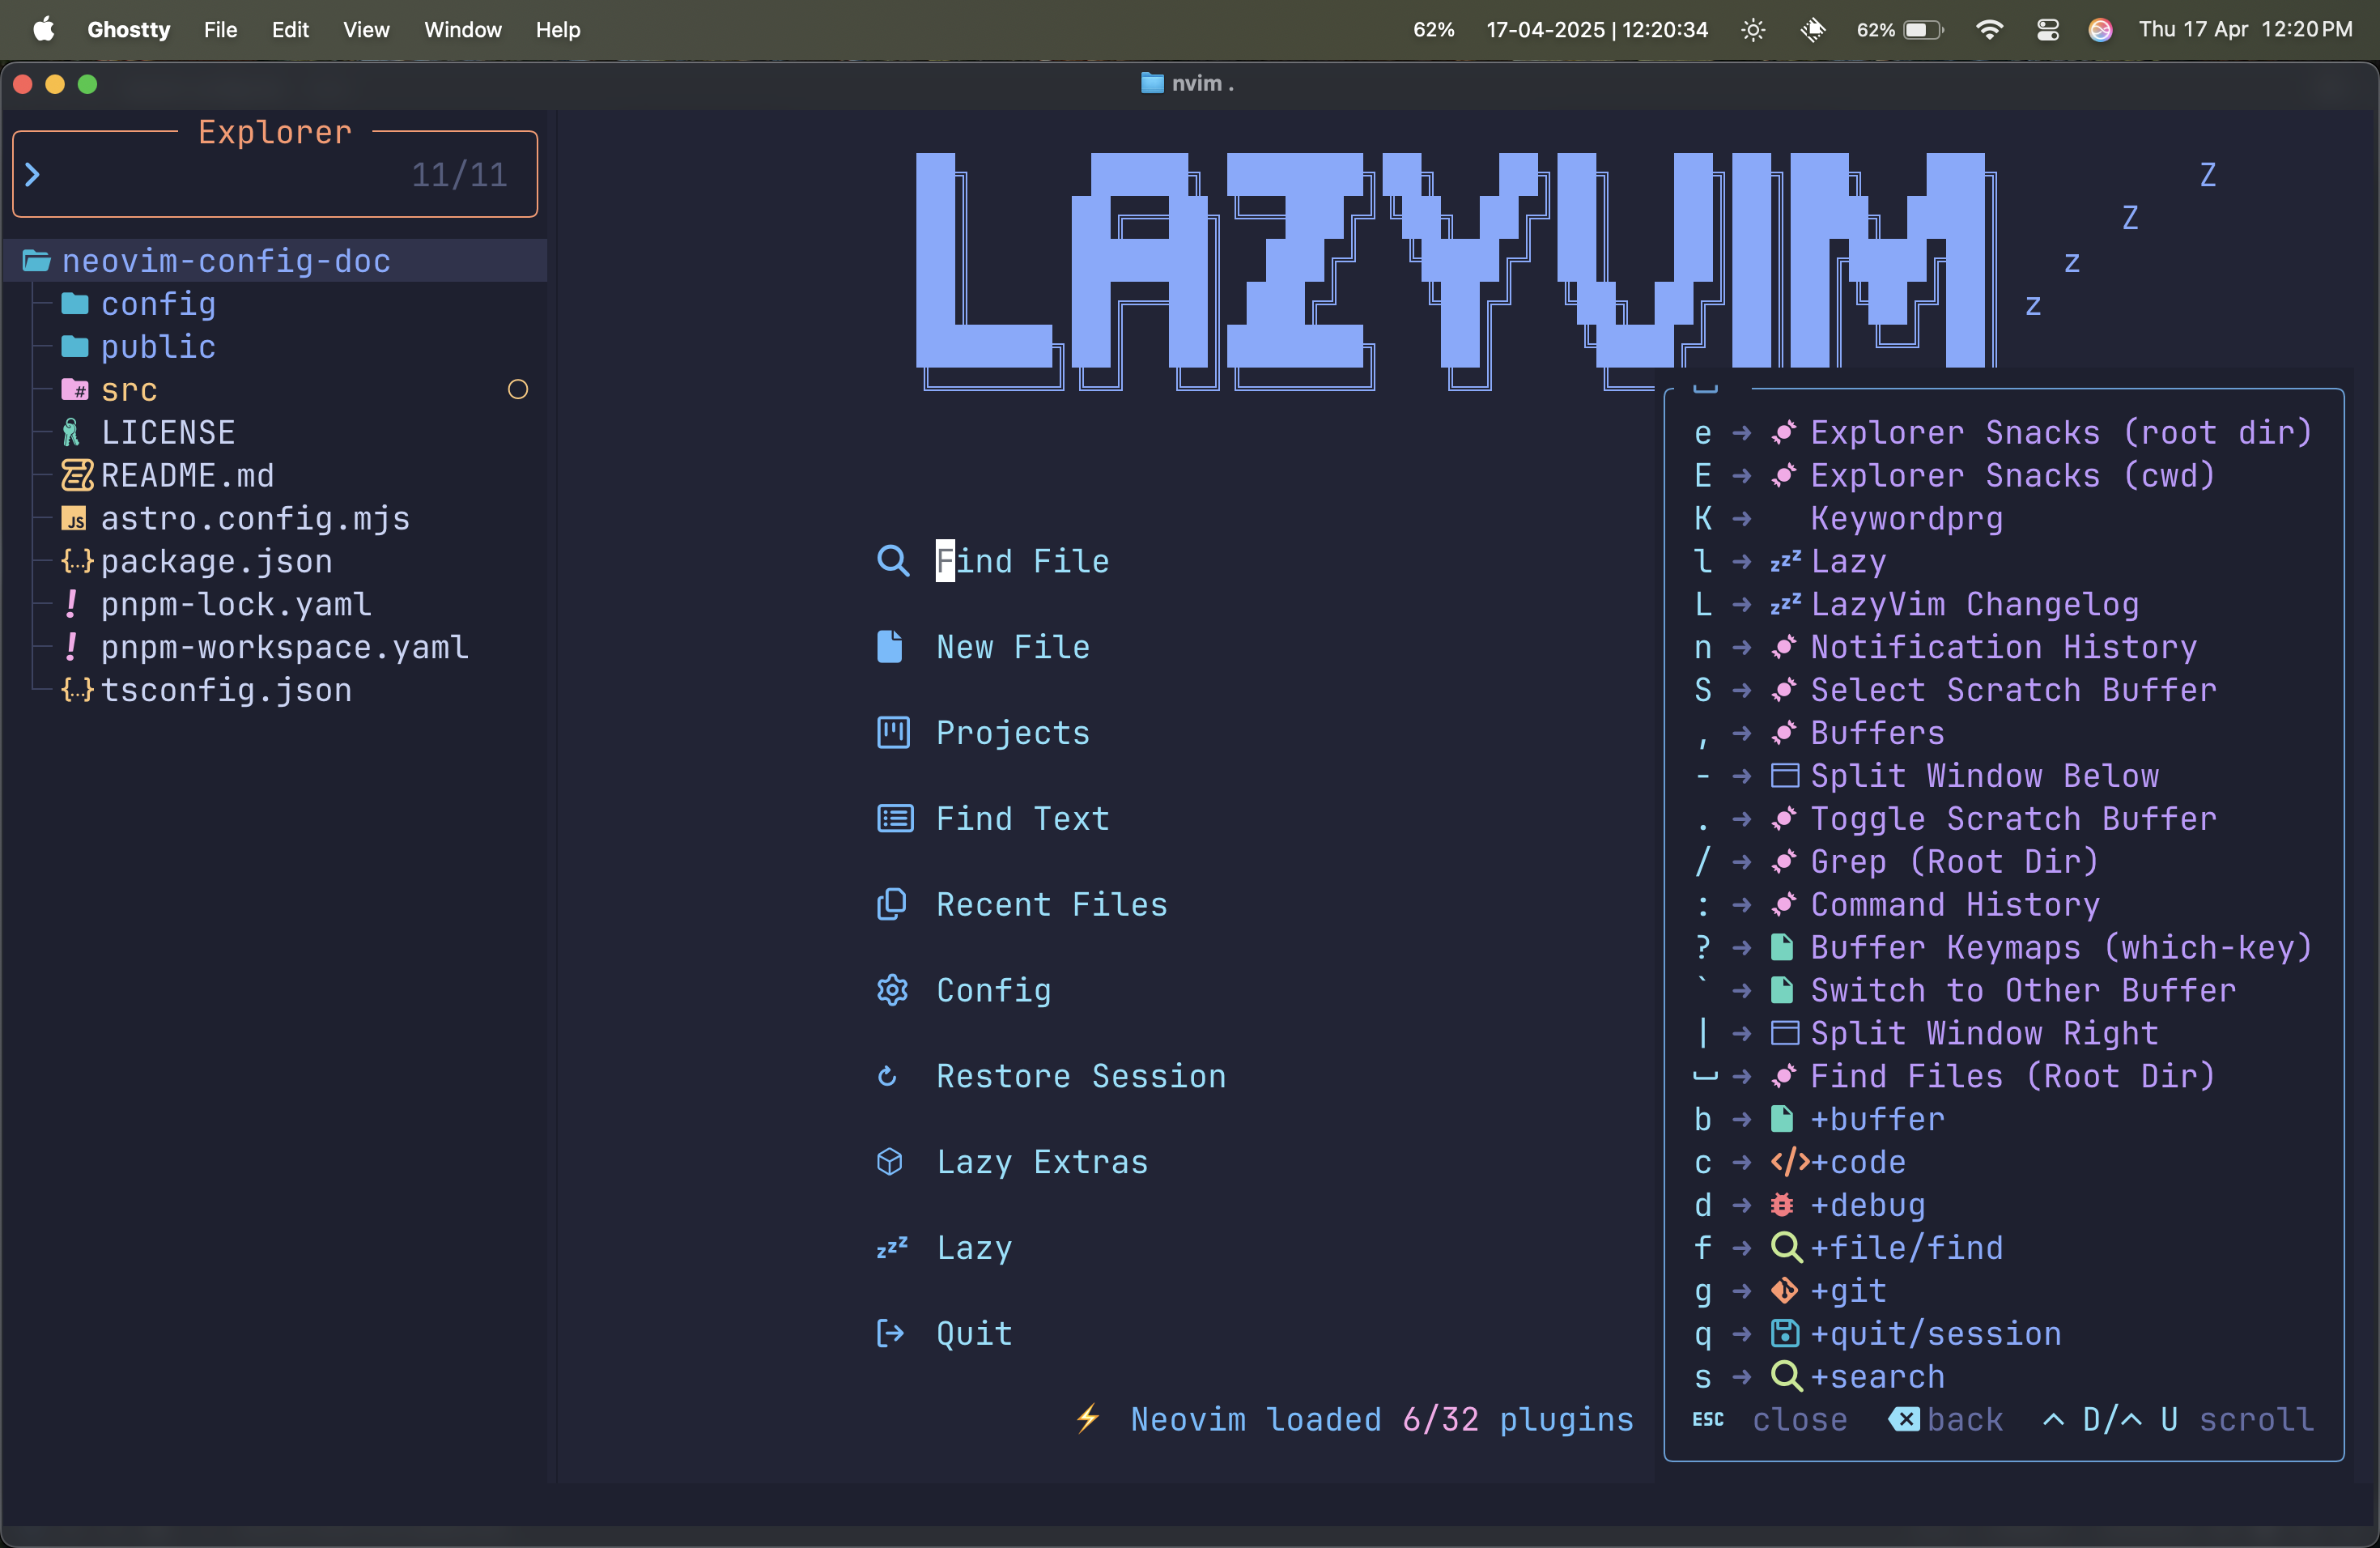 Ghostty File Edit View Window Help 62% 17-04-2025 | 12:20:34 62% Thu 17 Apr 12:20 PM
nvim .
Explorer
11/11
neovim-config-doc
config
public
src
LICENSE
README.md
astro.config.mjs
package.json
pnpm-lock.yaml
pnpm-workspace.yaml
tsconfig.json
LAZYVIM
Z
Z
z
z
Find File
New File
Projects
Find Text
Recent Files
Config
Restore Session
Lazy Extras
Lazy
Quit
⚡ Neovim loaded 6/32 plugins
e ➜ Explorer Snacks (root dir)
E ➜ Explorer Snacks (cwd)
K ➜ Keywordprg
l ➜ Lazy
L ➜ LazyVim Changelog
n ➜ Notification History
S ➜ Select Scratch Buffer
, ➜ Buffers
- ➜ Split Window Below
. ➜ Toggle Scratch Buffer
/ ➜ Grep (Root Dir)
: ➜ Command History
? ➜ Buffer Keymaps (which-key)
` ➜ Switch to Other Buffer
| ➜ Split Window Right
␣ ➜ Find Files (Root Dir)
b ➜ +buffer
c ➜ +code
d ➜ +debug
f ➜ +file/find
g ➜ +git
q ➜ +quit/session
s ➜ +search
ESC close back ^ D/^ U scroll